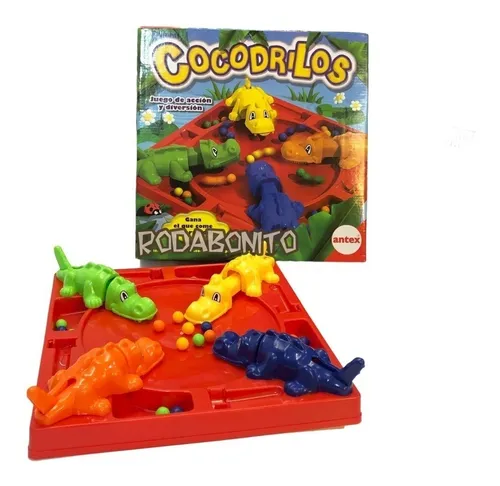 COCODRILOS
Juego de acción
y diversión
Gana
el que come
RODABONITO
antex